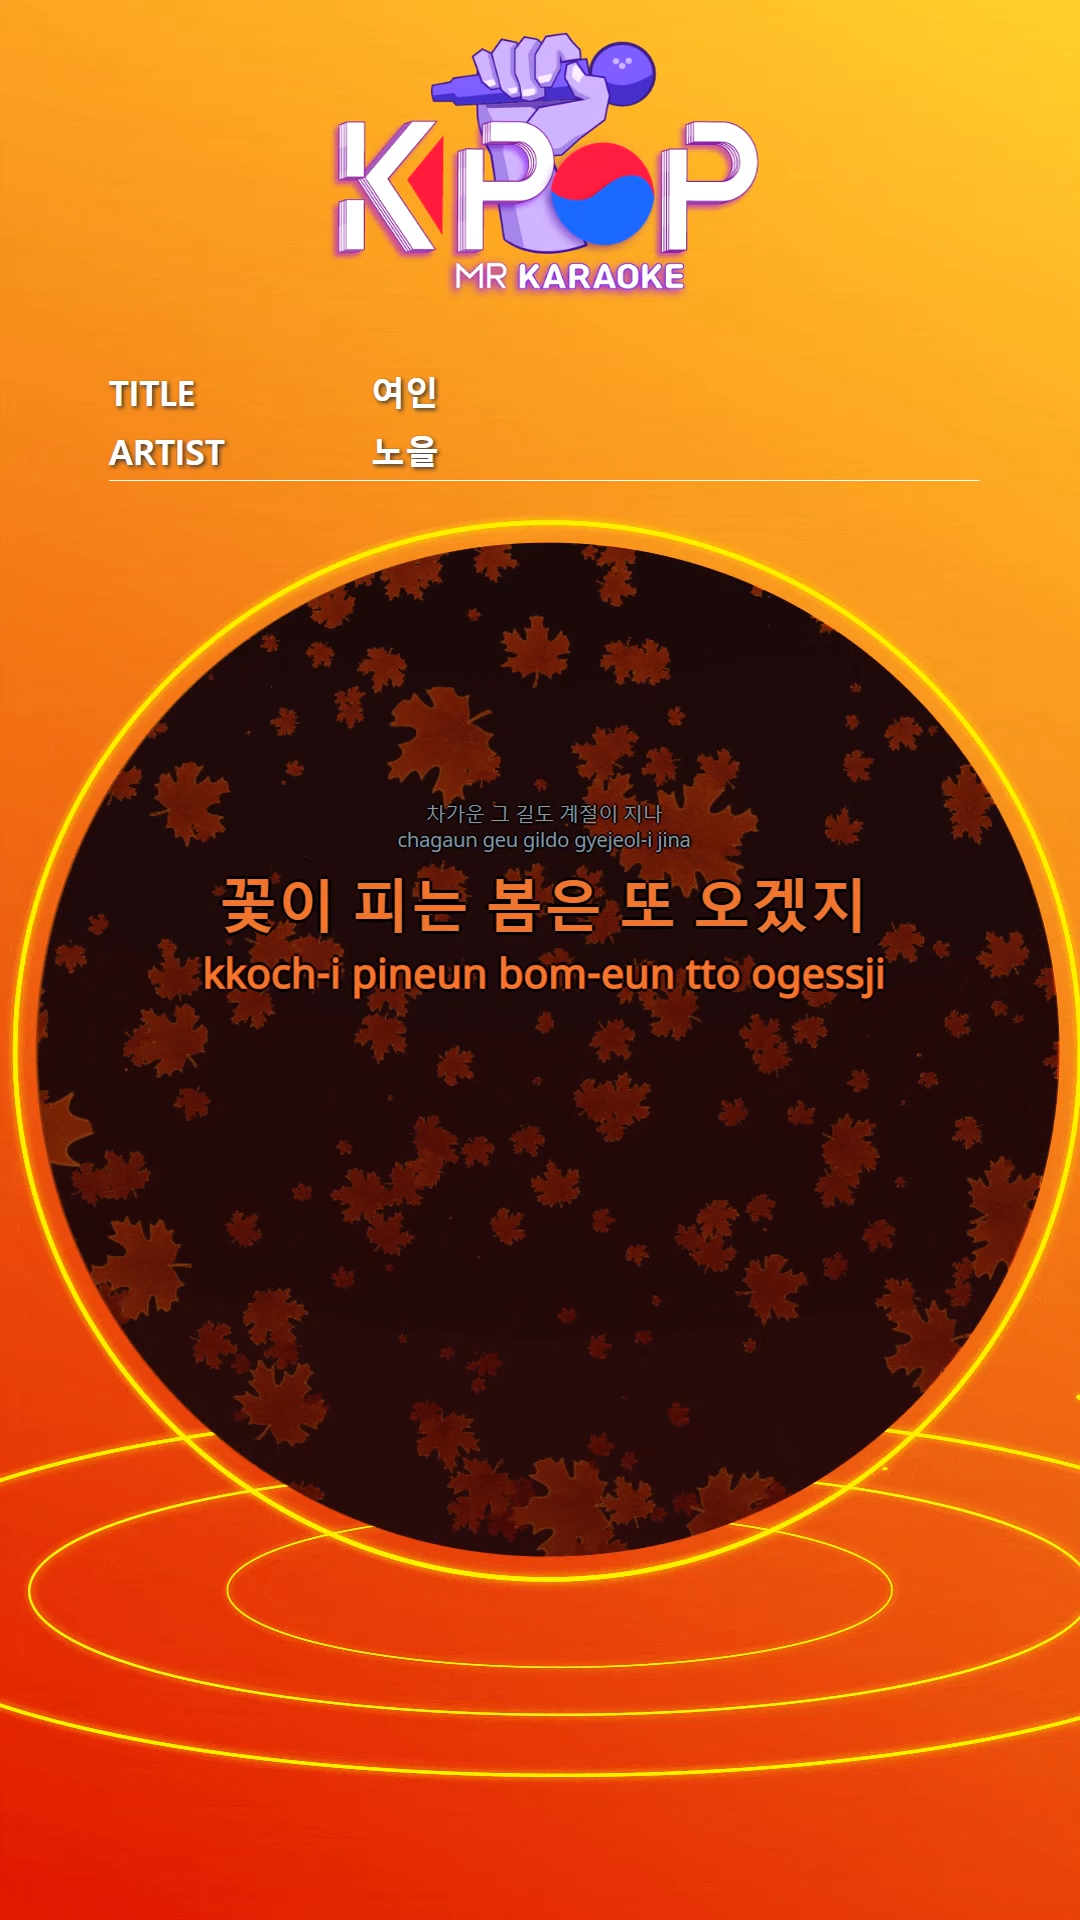 KPOP
MR KARAOKE
TITLE 여인
ARTIST 노을
차가운 그 길도 계절이 지나
chagaun geu gildo gyejeol-i jina
꽃이 피는 봄은 또 오겠지
kkoch-i pineun bom-eun tto ogessji